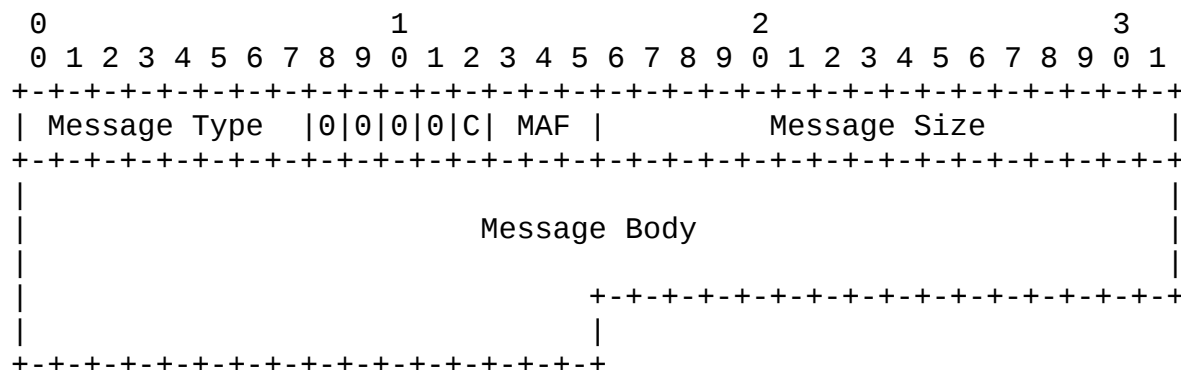 0                   1                   2                   3
 0 1 2 3 4 5 6 7 8 9 0 1 2 3 4 5 6 7 8 9 0 1 2 3 4 5 6 7 8 9 0 1
+-+-+-+-+-+-+-+-+-+-+-+-+-+-+-+-+-+-+-+-+-+-+-+-+-+-+-+-+-+-+-+-+
| Message Type  |0|0|0|0|C| MAF |         Message Size          |
+-+-+-+-+-+-+-+-+-+-+-+-+-+-+-+-+-+-+-+-+-+-+-+-+-+-+-+-+-+-+-+-+
|                                                               |
|                         Message Body                          |
|                                                               |
|                               +-+-+-+-+-+-+-+-+-+-+-+-+-+-+-+-+
|                               |
+-+-+-+-+-+-+-+-+-+-+-+-+-+-+-+-+